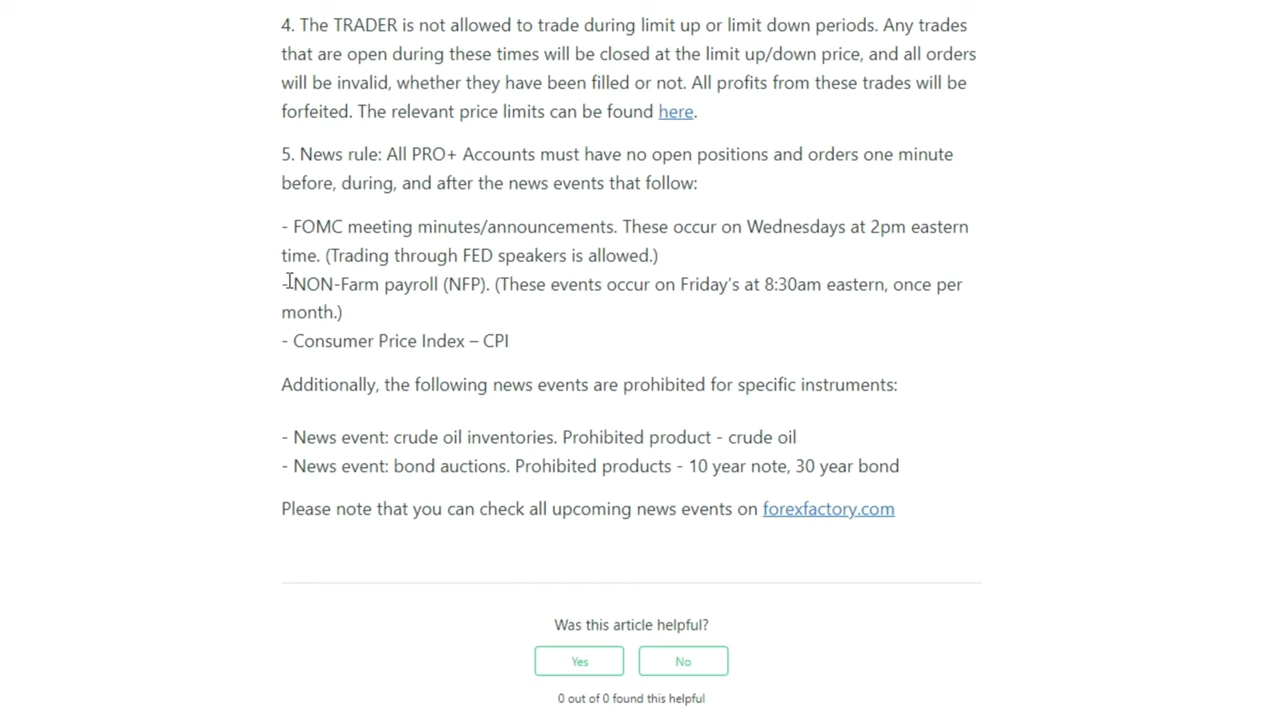 4. The TRADER is not allowed to trade during limit up or limit down periods. Any trades
that are open during these times will be closed at the limit up/down price, and all orders
will be invalid, whether they have been filled or not. All profits from these trades will be
forfeited. The relevant price limits can be found here.
5. News rule: All PRO+ Accounts must have no open positions and orders one minute
before, during, and after the news events that follow:
- FOMC meeting minutes/announcements. These occur on Wednesdays at 2pm eastern
time. (Trading through FED speakers is allowed.)
- NON-Farm payroll (NFP). (These events occur on Friday’s at 8:30am eastern, once per
month.)
- Consumer Price Index – CPI
Additionally, the following news events are prohibited for specific instruments:
- News event: crude oil inventories. Prohibited product - crude oil
- News event: bond auctions. Prohibited products - 10 year note, 30 year bond
Please note that you can check all upcoming news events on forexfactory.com
Was this article helpful?
Yes No
0 out of 0 found this helpful